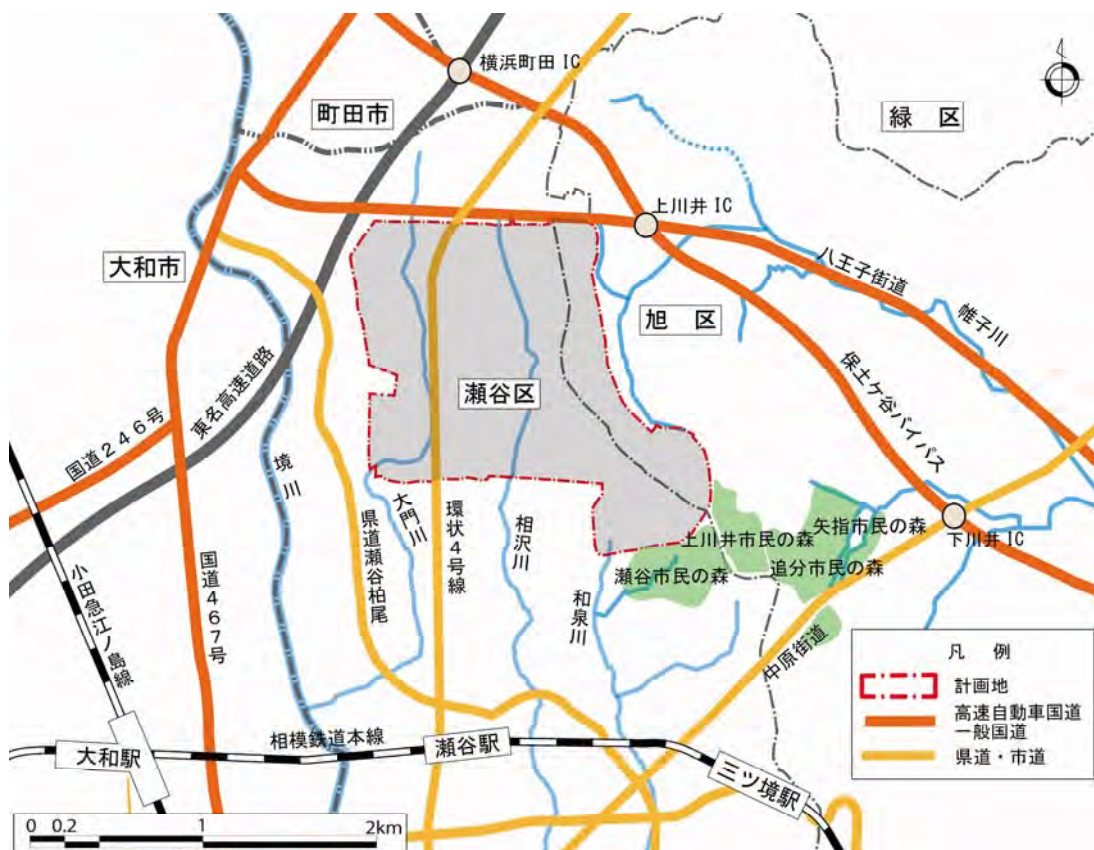 横浜町田 IC
町田市
緑 区
上川井 IC
大和市
八王子街道
帷子川
旭 区
保土ケ谷バイパス
東名高速道路
瀬谷区
国道246号
境川
大門川
環状4号線
県道瀬谷柏尾
相沢川
和泉川
国道467号
小田急江ノ島線
上川井市民の森
矢指市民の森
瀬谷市民の森
追分市民の森
下川井 IC
中原街道
相模鉄道本線
大和駅
瀬谷駅
三ツ境駅
凡 例
計画地
高速自動車国道
一般国道
県道・市道
0 0.2 1 2km